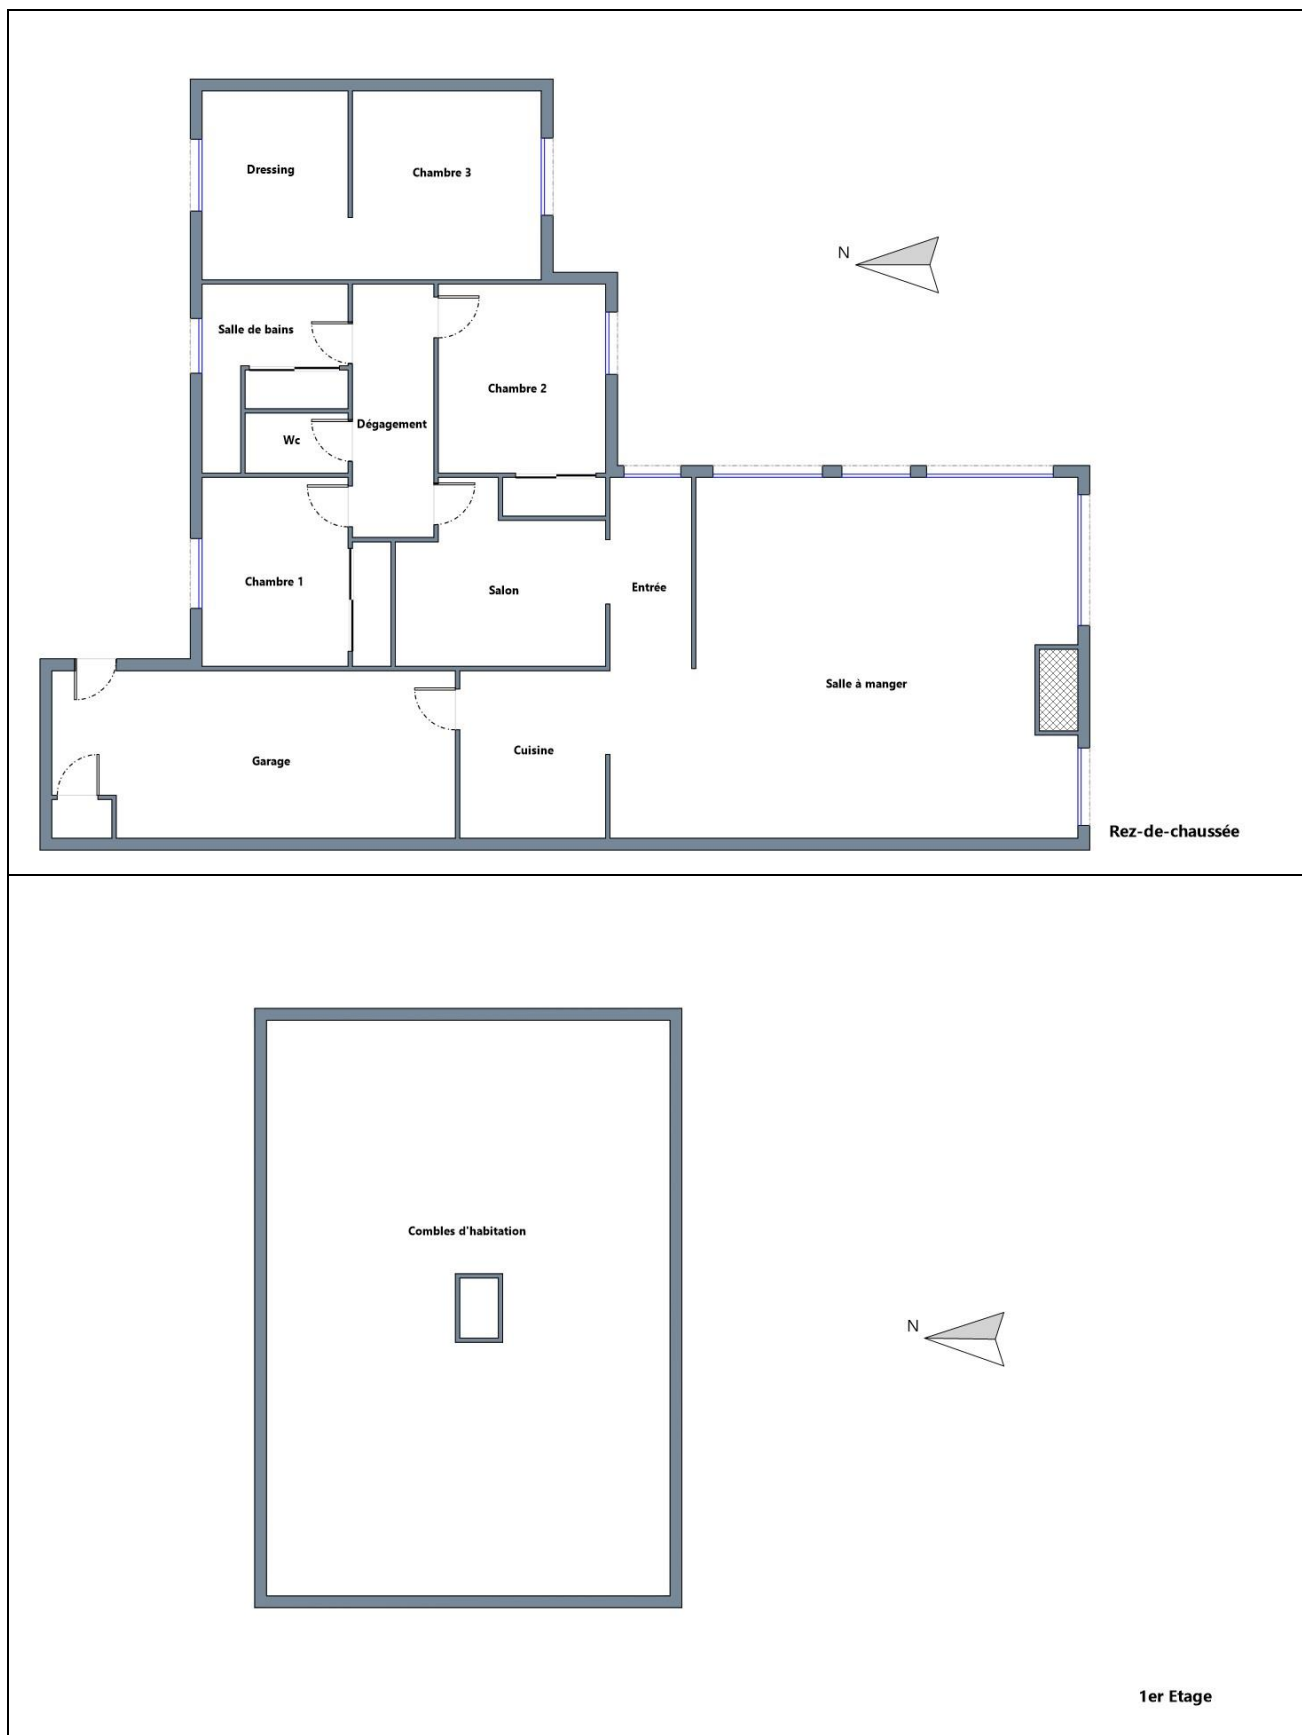 Dressing
Chambre 3
N
Salle de bains
Chambre 2
Wc
Dégagement
Chambre 1
Salon
Entrée
Salle à manger
Cuisine
Garage
Rez-de-chaussée
Combles d'habitation
N
1er Etage